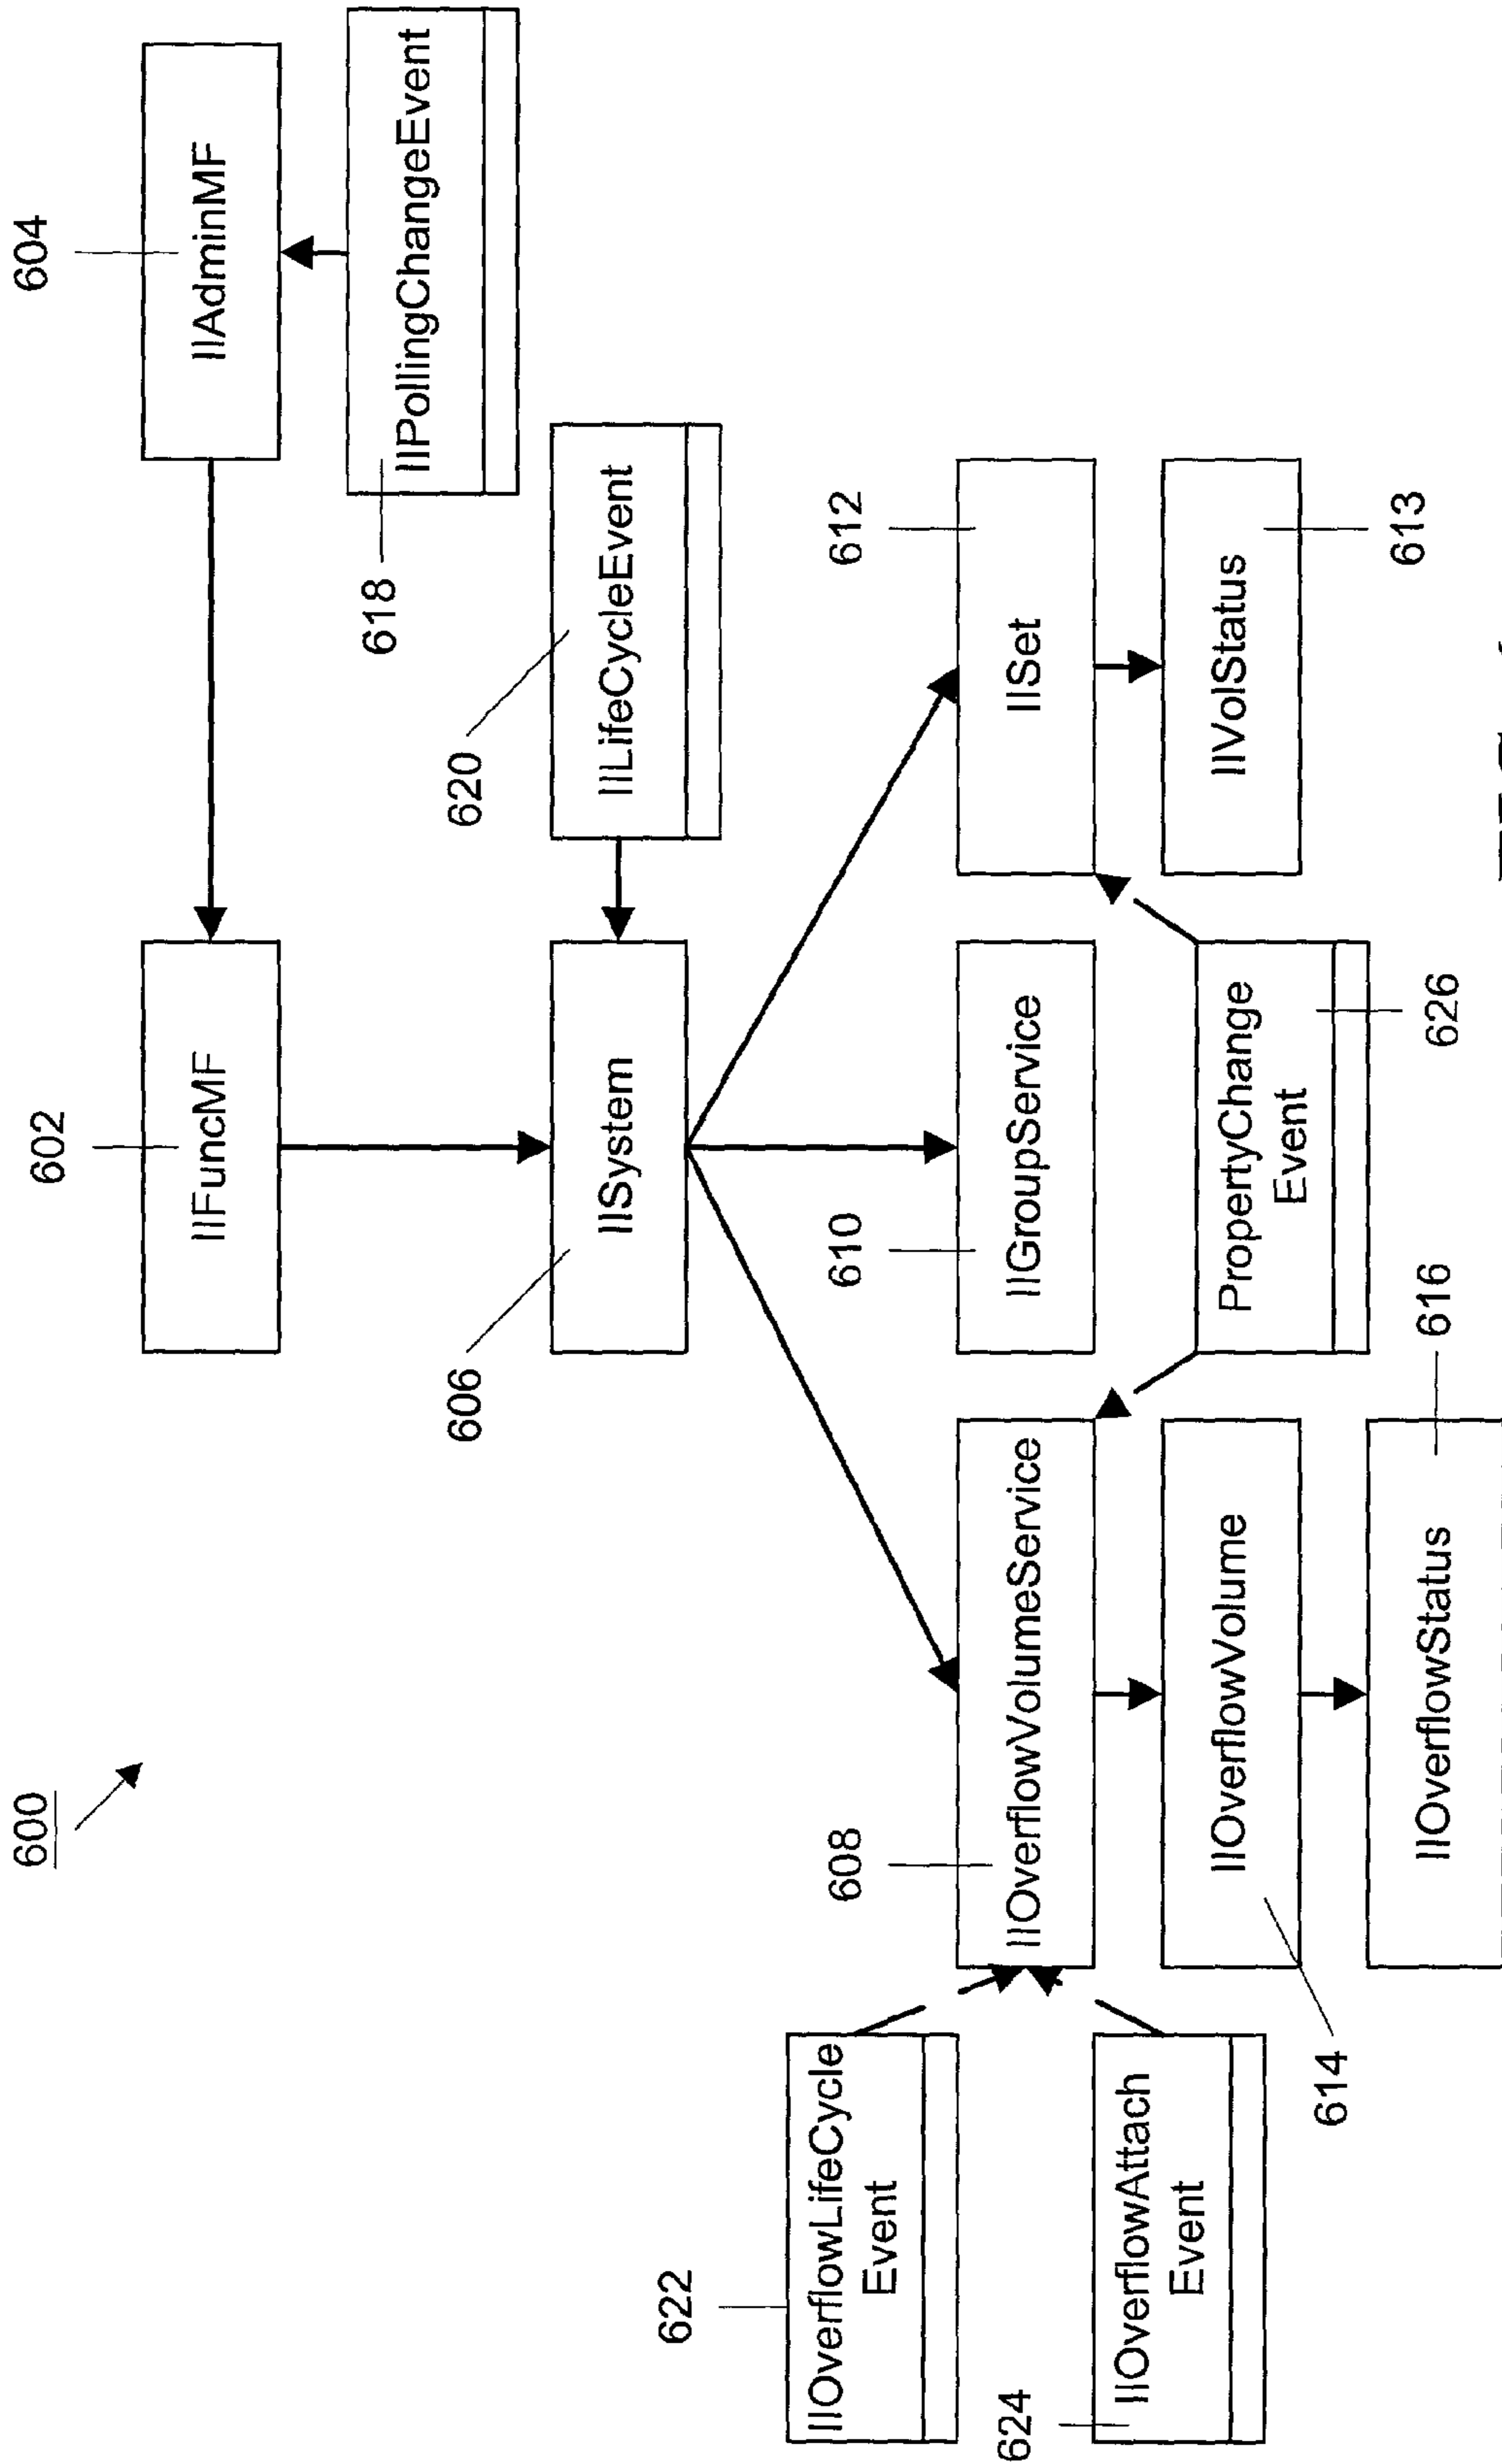 600
602
604
IIFuncMF
IIAdminMF
618
IIPollingChangeEvent
606
620
IISystem
IILifeCycleEvent
622
IIOverflowLifeCycle
Event
608
610
612
624
IIOverflowVolumeService
IIGroupService
IISet
IIOverflowAttach
Event
IIOverflowVolume
PropertyChange
Event
IIVolStatus
614
IIOverflowStatus
616
626
613